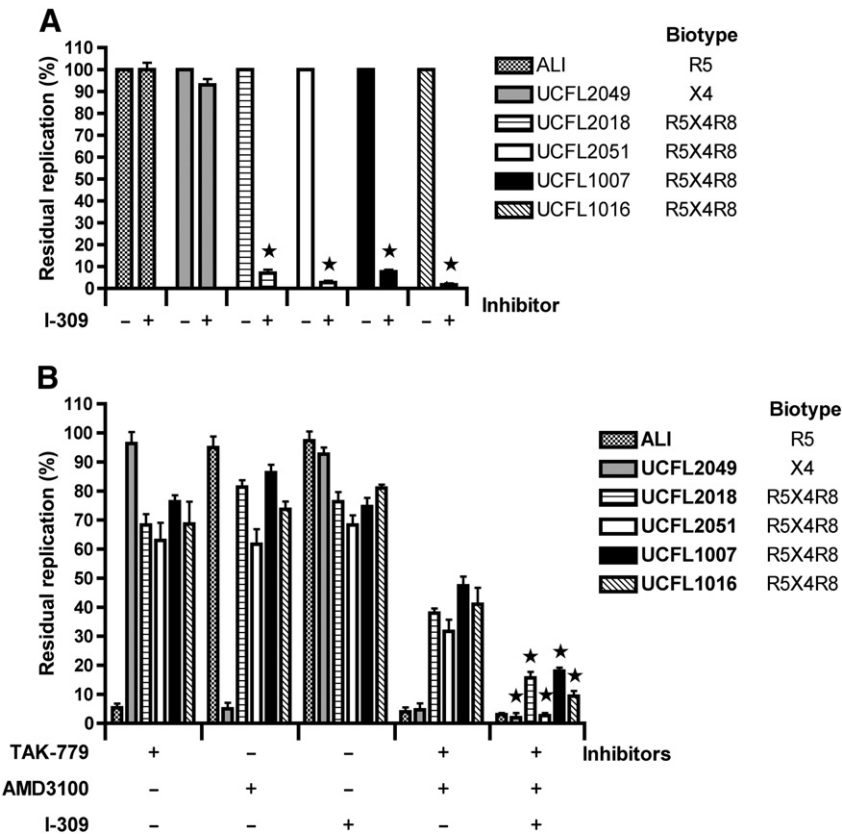 A
Biotype
ALI R5
UCFL2049 X4
UCFL2018 R5X4R8
UCFL2051 R5X4R8
UCFL1007 R5X4R8
UCFL1016 R5X4R8
Residual replication (%)
110
100
90
80
70
60
50
40
30
20
10
0
★ ★ ★ ★
Inhibitor
I-309 – + – + – + – + – + – +
B
Biotype
ALI R5
UCFL2049 X4
UCFL2018 R5X4R8
UCFL2051 R5X4R8
UCFL1007 R5X4R8
UCFL1016 R5X4R8
Residual replication (%)
110
100
90
80
70
60
50
40
30
20
10
0
★ ★ ★ ★ ★
TAK-779 + – – + + Inhibitors
AMD3100 – + – + +
I-309 – – + – +